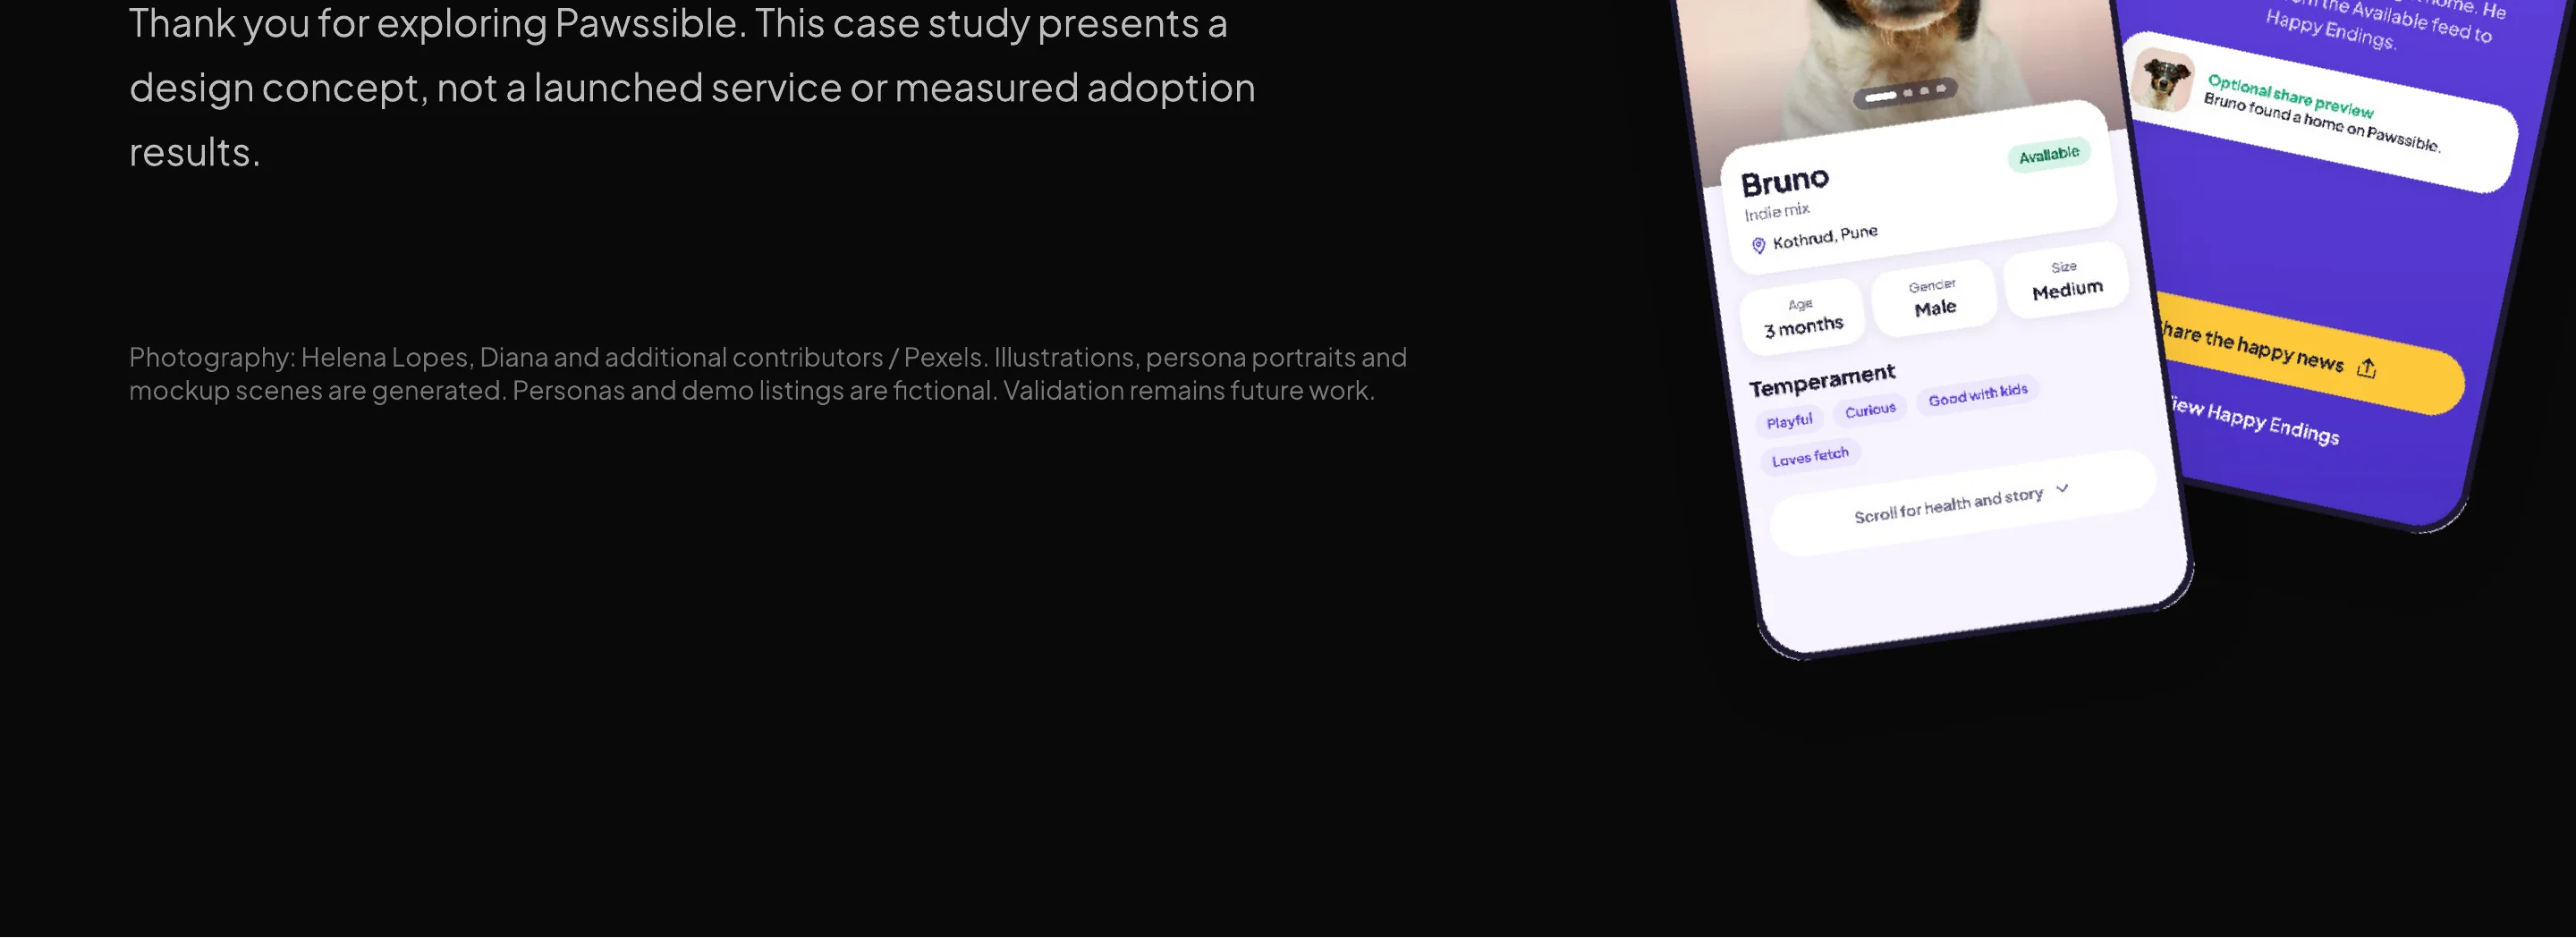 Thank you for exploring Pawssible. This case study presents a
design concept, not a launched service or measured adoption
results.
Photography: Helena Lopes, Diana and additional contributors / Pexels. Illustrations, persona portraits and
mockup scenes are generated. Personas and demo listings are fictional. Validation remains future work.
Bruno
Available
Indie mix
Kothrud, Pune
Age
3 months
Gender
Male
Size
Medium
Temperament
Playful
Curious
Good with kids
Loves fetch
Scroll for health and story
home. He
the Available feed to
Happy Endings.
Optional share preview
Bruno found a home on Pawssible.
hare the happy news
iew Happy Endings